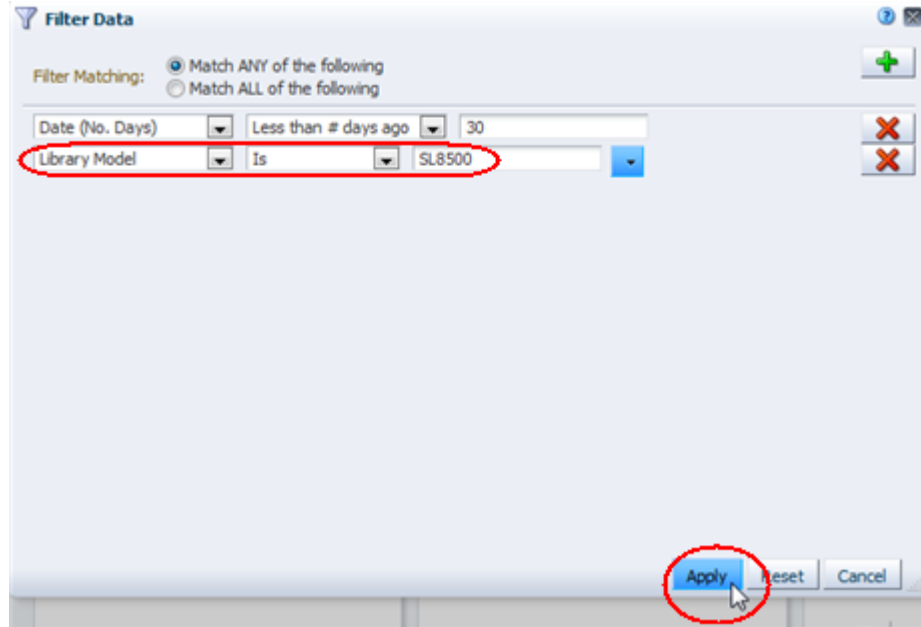 Filter Data
Filter Matching:
Match ANY of the following
Match ALL of the following
Date (No. Days) Less than # days ago 30
Library Model Is SL8500
Apply Reset Cancel